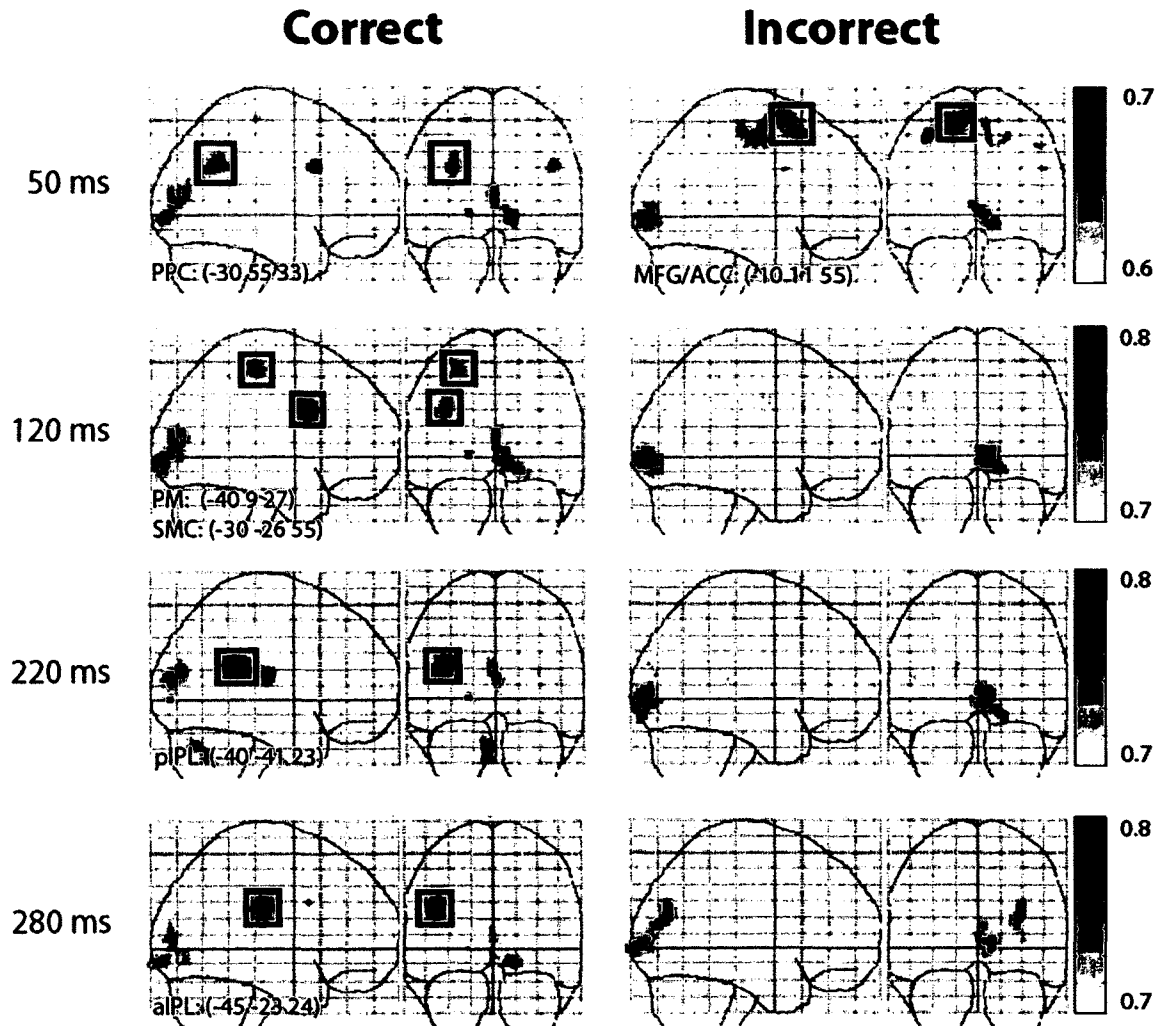 Correct Incorrect
50 ms
PPC: (-30 55 33)
MFG/ACC: (-10 11 55)
0.7
0.6
120 ms
PM: (-40 9 27)
SMC: (-30 -26 55)
0.8
0.7
220 ms
pIPL: (-40 -41 23)
0.8
0.7
280 ms
aIPL: (-45 -23 24)
0.8
0.7